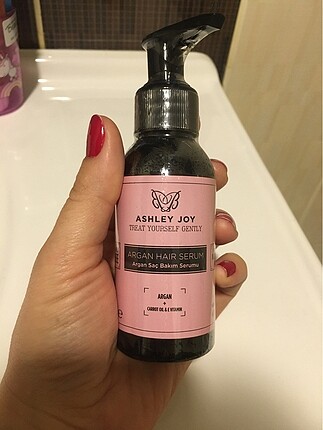 ASHLEY JOY
TREAT YOURSELF GENTLY
ARGAN HAIR SERUM
Argan Saç Bakım Serumu
ARGAN
+
CARROT OIL & E VITAMIN